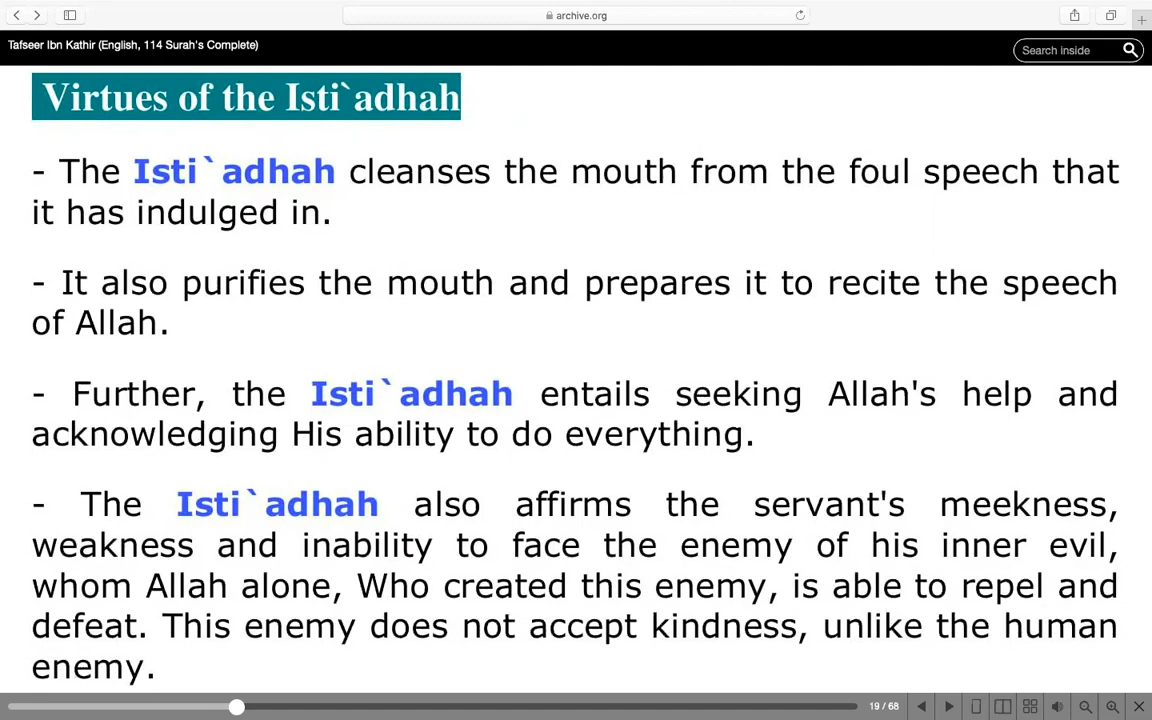 archive.org
Tafseer Ibn Kathir (English, 114 Surah's Complete)
Search inside
Virtues of the Isti`adhah
- The Isti`adhah cleanses the mouth from the foul speech that
it has indulged in.
- It also purifies the mouth and prepares it to recite the speech
of Allah.
- Further, the Isti`adhah entails seeking Allah's help and
acknowledging His ability to do everything.
- The Isti`adhah also affirms the servant's meekness,
weakness and inability to face the enemy of his inner evil,
whom Allah alone, Who created this enemy, is able to repel and
defeat. This enemy does not accept kindness, unlike the human
enemy.
19 / 68